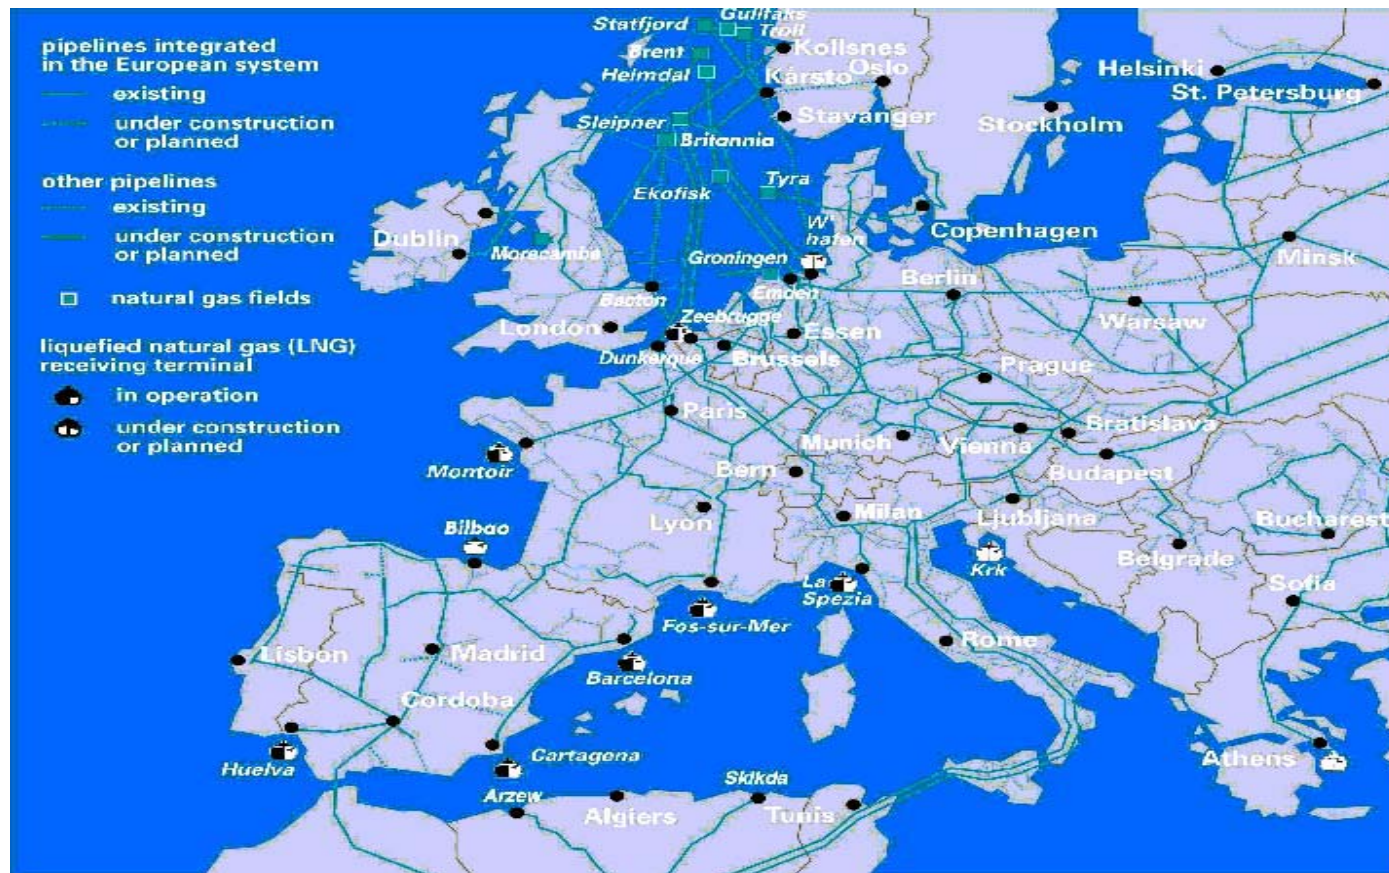 pipelines integrated
in the European system
existing
under construction
or planned
other pipelines
existing
under construction
or planned
natural gas fields
liquefied natural gas (LNG)
receiving terminal
in operation
under construction
or planned
Statfjord
Gullfaks
Troll
Brent
Kollsnes
Heimdal
Kårsto
Oslo
Helsinki
St. Petersburg
Sleipner
Stavanger
Stockholm
Britannia
Ekofisk
Tyra
W'
hafen
Copenhagen
Dublin
Morecambe
Groningen
Minsk
Berlin
Emden
Bacton
London
Zeebrugge
Essen
Warsaw
Dunkerque
Brussels
Prague
Paris
Bratislava
Munich
Vienna
Montoir
Bern
Budapest
Lyon
Milan
Ljubljana
Bucharest
Bilbao
Belgrade
Krk
La
Spezia
Sofia
Fos-sur-Mer
Lisbon
Madrid
Rome
Barcelona
Cordoba
Cartagena
Athens
Huelva
Skikda
Arzew
Algiers
Tunis